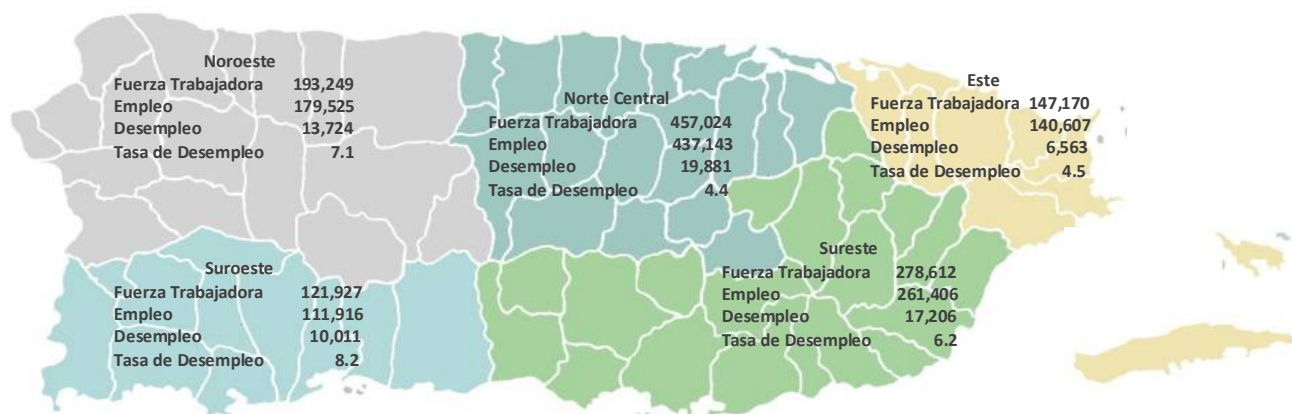 Noroeste
Fuerza Trabajadora 193,249
Empleo 179,525
Desempleo 13,724
Tasa de Desempleo 7.1
Norte Central
Fuerza Trabajadora 457,024
Empleo 437,143
Desempleo 19,881
Tasa de Desempleo 4.4
Este
Fuerza Trabajadora 147,170
Empleo 140,607
Desempleo 6,563
Tasa de Desempleo 4.5
Suroeste
Fuerza Trabajadora 121,927
Empleo 111,916
Desempleo 10,011
Tasa de Desempleo 8.2
Sureste
Fuerza Trabajadora 278,612
Empleo 261,406
Desempleo 17,206
Tasa de Desempleo 6.2